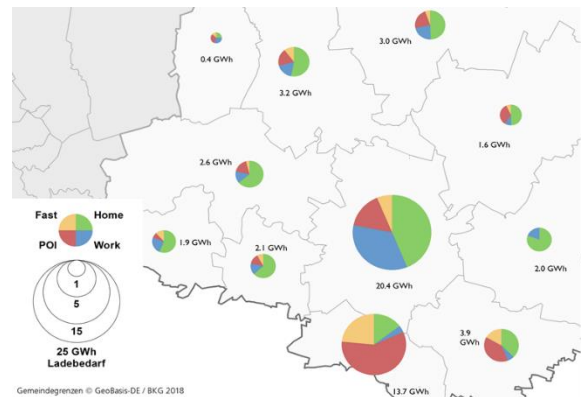 3.0 GWh
0.4 GWh
3.2 GWh
1.6 GWh
2.6 GWh
Fast Home
POI Work
1.9 GWh
2.1 GWh
20.4 GWh
2.0 GWh
1
5
15
25 GWh
Ladebedarf
3.9
GWh
13.7 GWh
Gemeindegrenzen © GeoBasis-DE / BKG 2018